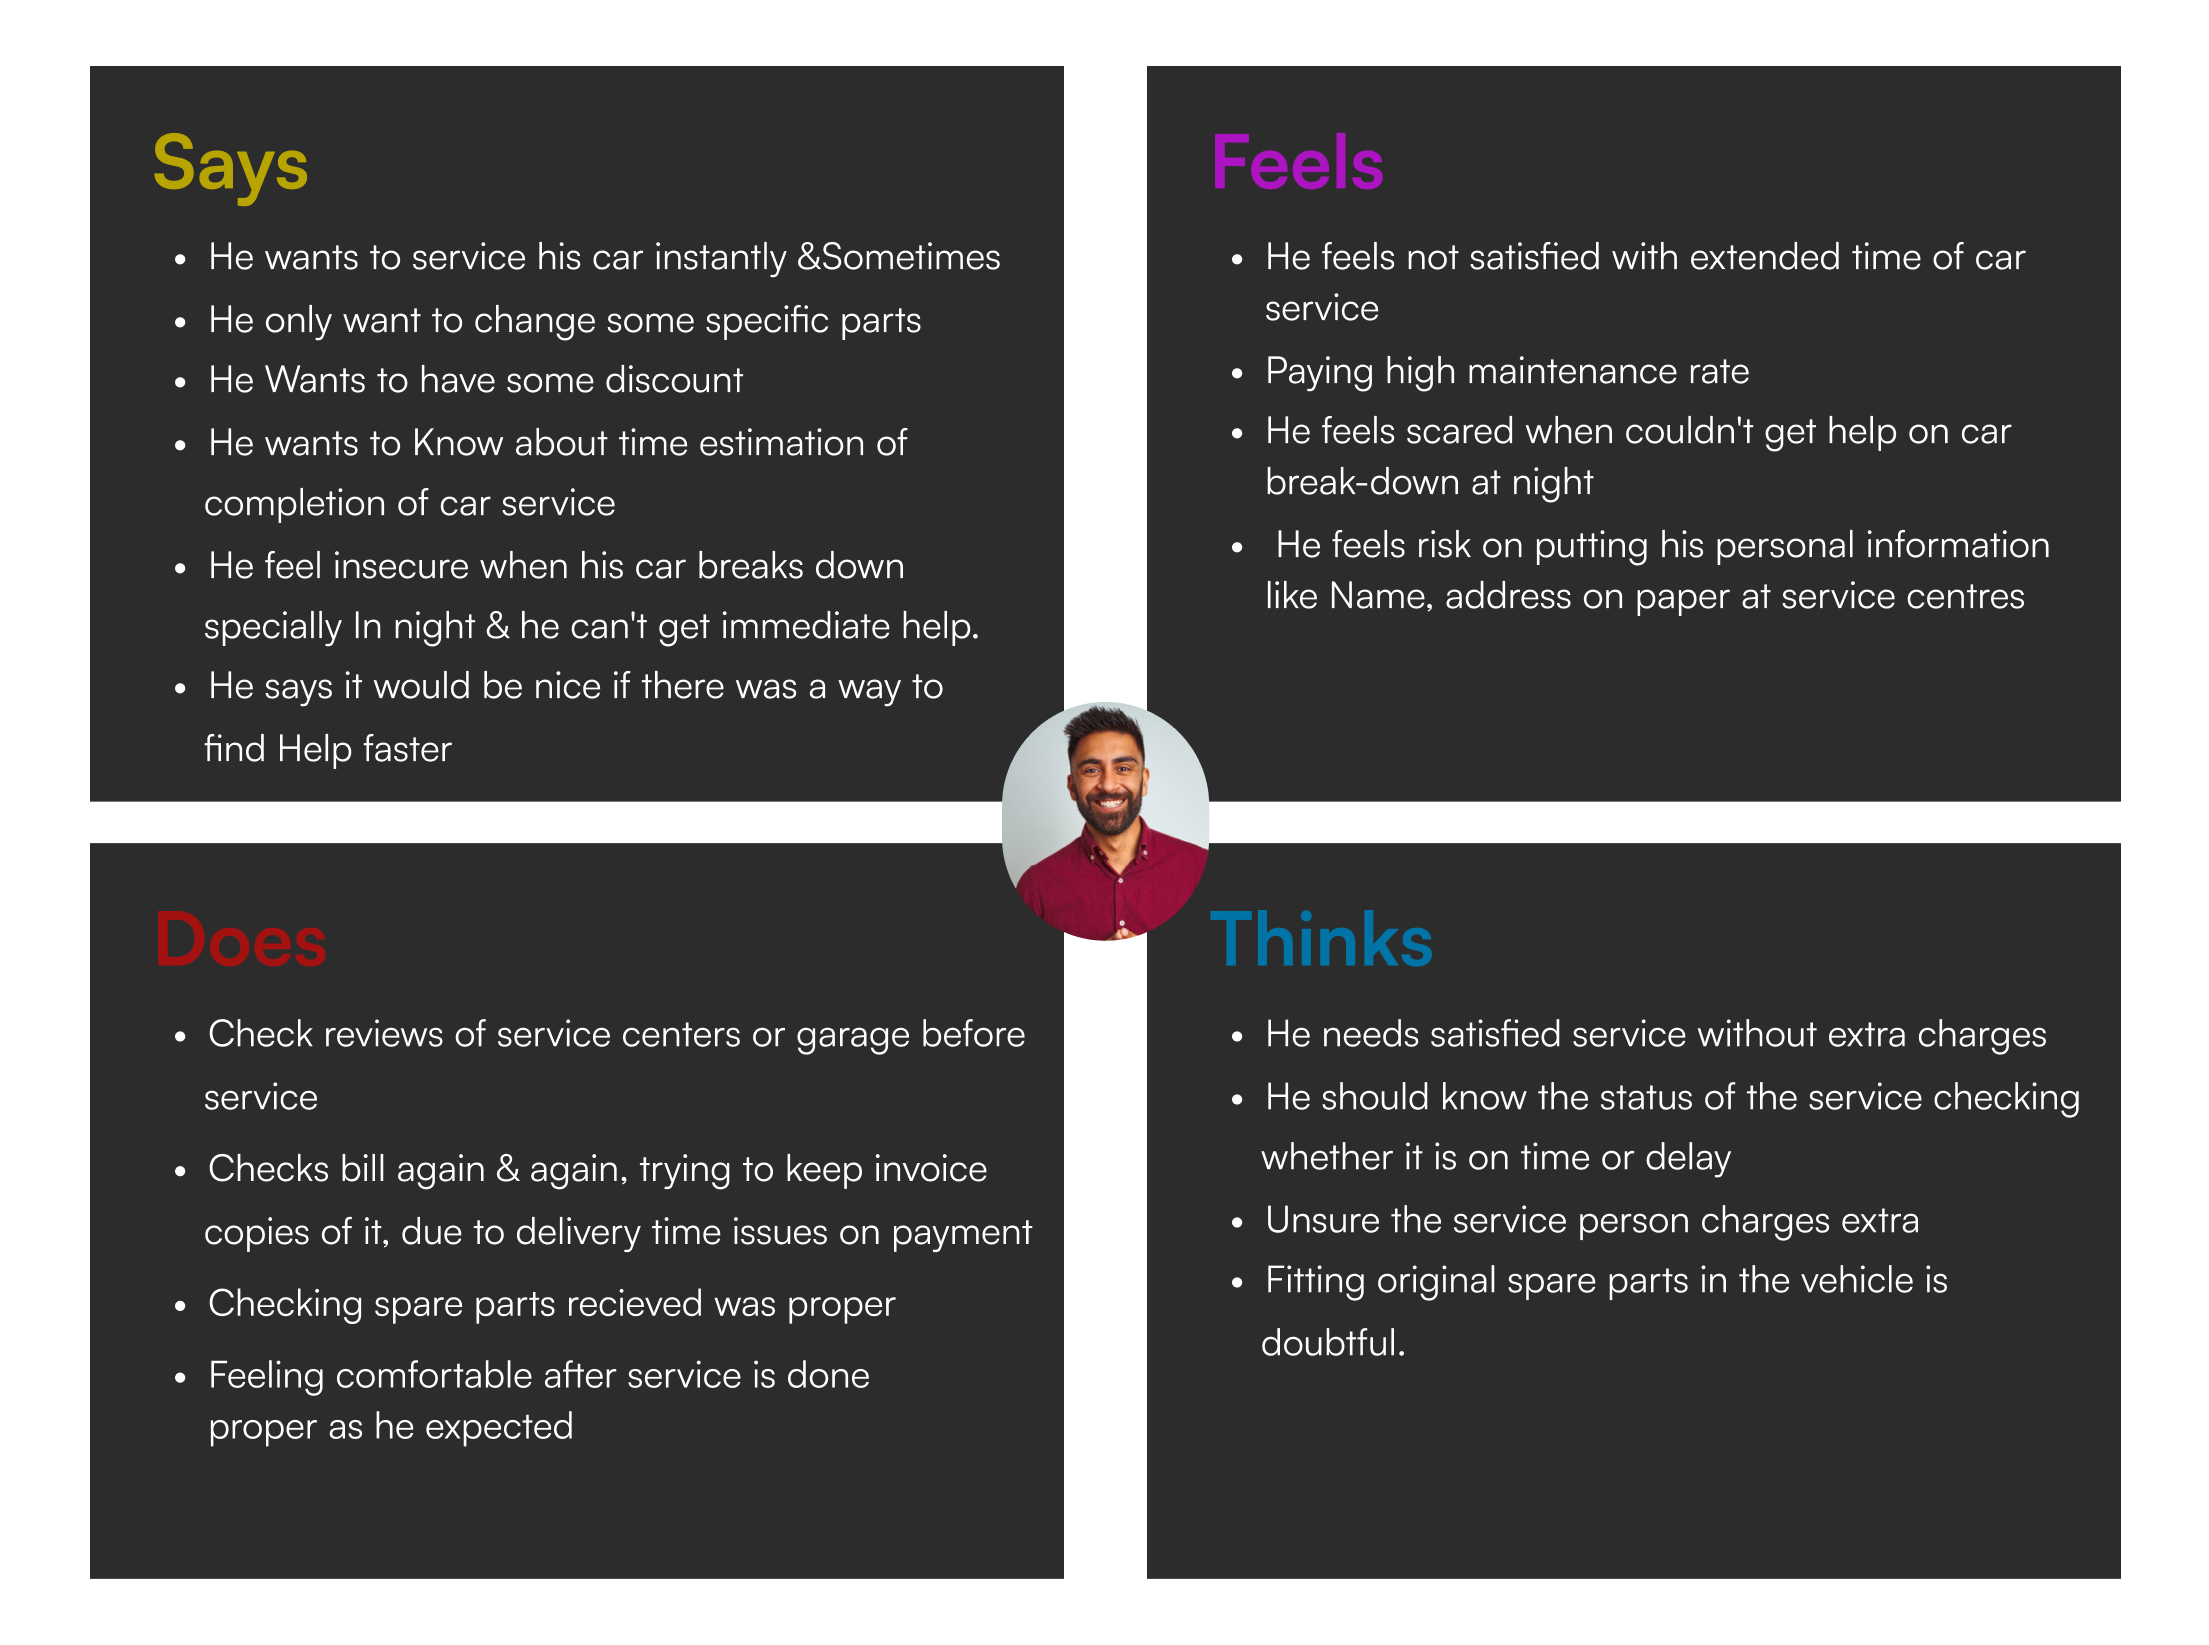 Says
• He wants to service his car instantly &Sometimes
• He only want to change some specific parts
• He Wants to have some discount
• He wants to Know about time estimation of
completion of car service
• He feel insecure when his car breaks down
specially In night & he can't get immediate help.
• He says it would be nice if there was a way to
find Help faster
Feels
• He feels not satisfied with extended time of car
service
• Paying high maintenance rate
• He feels scared when couldn't get help on car
break-down at night
• He feels risk on putting his personal information
like Name, address on paper at service centres
Does
• Check reviews of service centers or garage before
service
• Checks bill again & again, trying to keep invoice
copies of it, due to delivery time issues on payment
• Checking spare parts recieved was proper
• Feeling comfortable after service is done
proper as he expected
Thinks
• He needs satisfied service without extra charges
• He should know the status of the service checking
whether it is on time or delay
• Unsure the service person charges extra
• Fitting original spare parts in the vehicle is
doubtful.